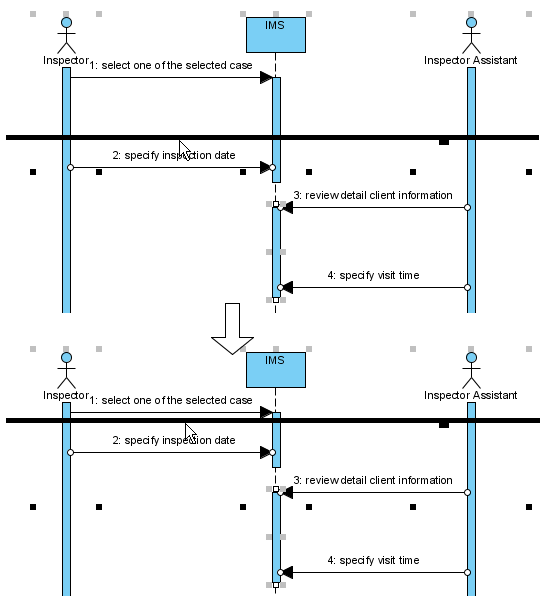 IMS
Inspector
Inspector Assistant
1: select one of the selected case
2: specify inspection date
3: review detail client information
4: specify visit time
IMS
Inspector
Inspector Assistant
1: select one of the selected case
2: specify inspection date
3: review detail client information
4: specify visit time